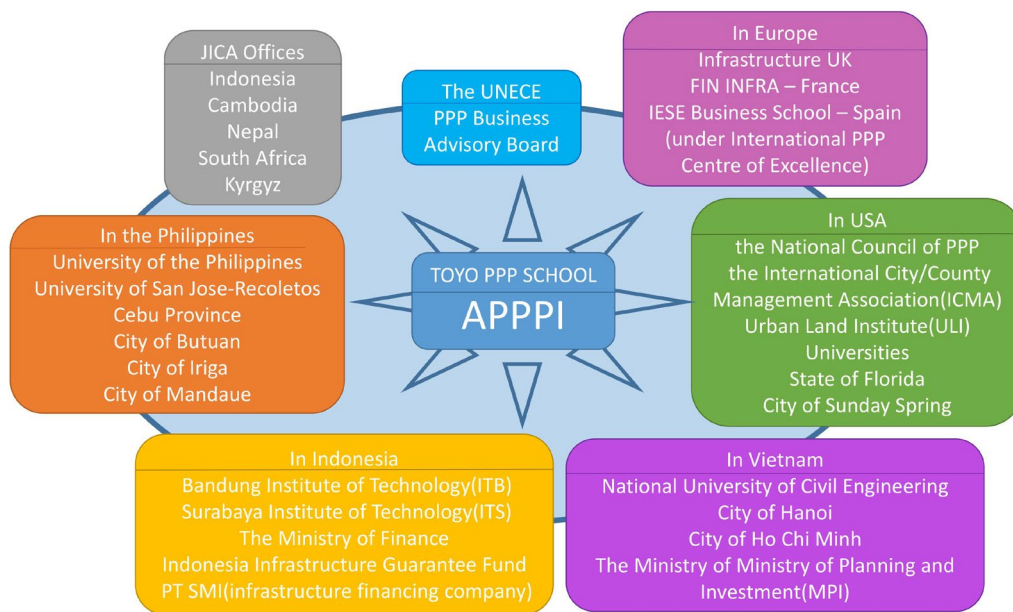 JICA Offices
Indonesia
Cambodia
Nepal
South Africa
Kyrgyz
The UNECE
PPP Business
Advisory Board
In Europe
Infrastructure UK
FIN INFRA – France
IESE Business School – Spain
(under International PPP
Centre of Excellence)
In the Philippines
University of the Philippines
University of San Jose-Recoletos
Cebu Province
City of Butuan
City of Iriga
City of Mandaue
TOYO PPP SCHOOL
APPPI
In USA
the National Council of PPP
the International City/County
Management Association(ICMA)
Urban Land Institute(ULI)
Universities
State of Florida
City of Sunday Spring
In Indonesia
Bandung Institute of Technology(ITB)
Surabaya Institute of Technology(ITS)
The Ministry of Finance
Indonesia Infrastructure Guarantee Fund
PT SMI(infrastructure financing company)
In Vietnam
National University of Civil Engineering
City of Hanoi
City of Ho Chi Minh
The Ministry of Ministry of Planning and
Investment(MPI)